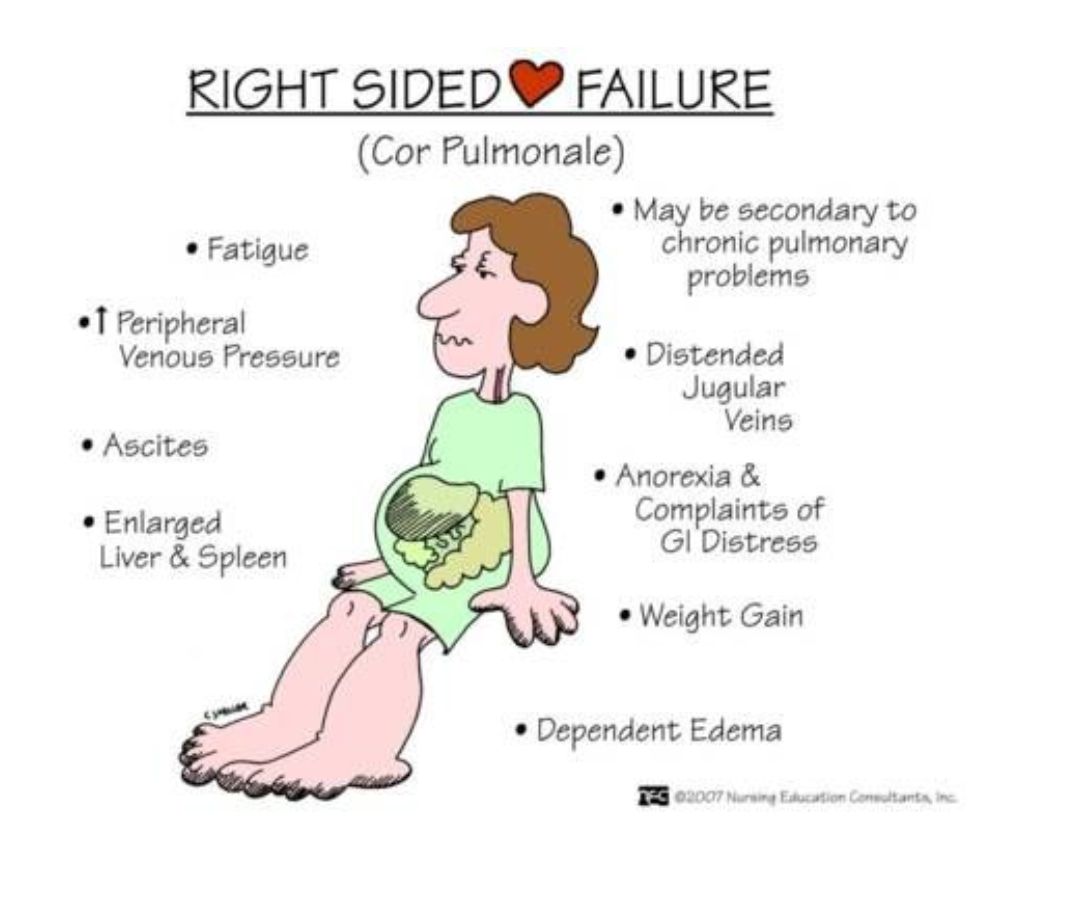 RIGHT SIDED FAILURE
(Cor Pulmonale)
• Fatigue
•↑ Peripheral
Venous Pressure
• Ascites
• Enlarged
Liver & Spleen
• May be secondary to
chronic pulmonary
problems
• Distended
Jugular
Veins
• Anorexia &
Complaints of
GI Distress
• Weight Gain
• Dependent Edema
nec ©2007 Nursing Education Consultants, Inc.